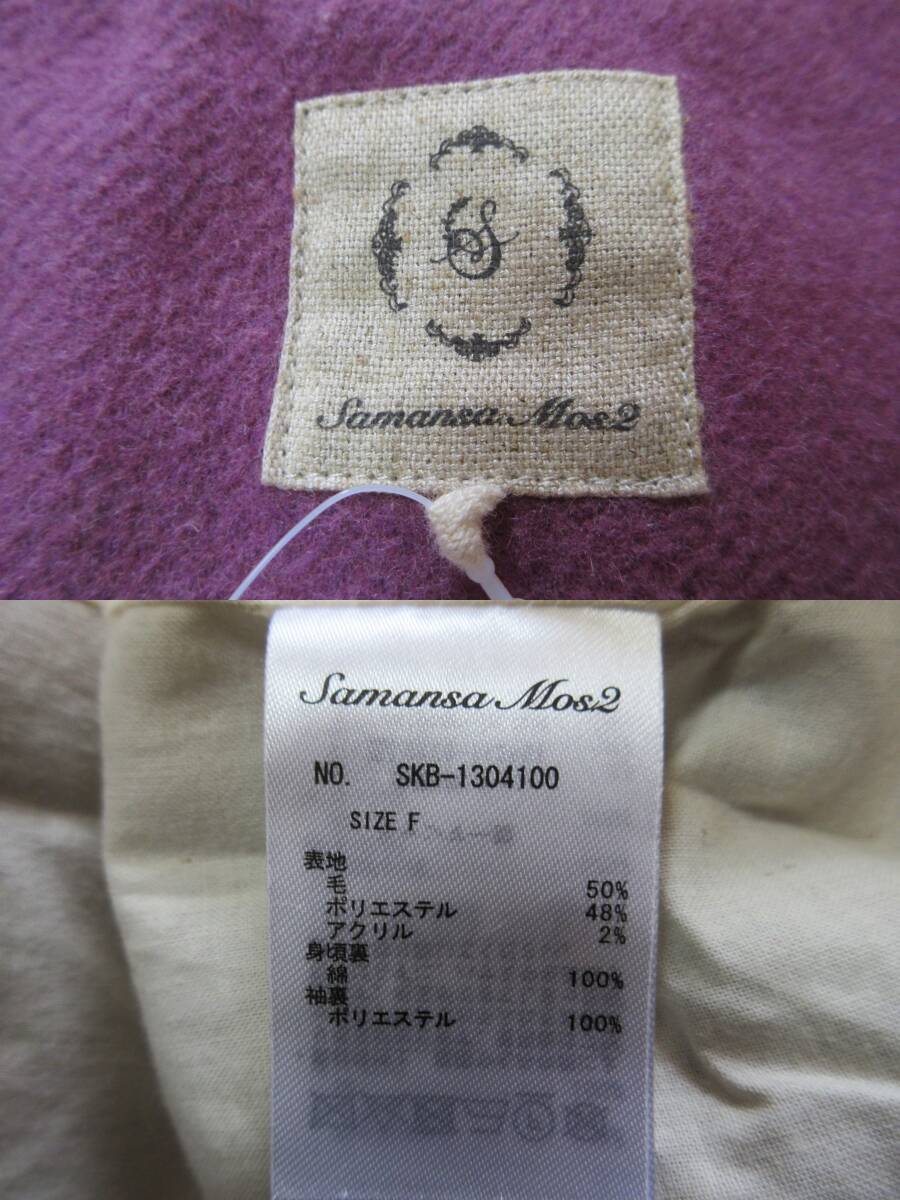 S
Samansa Mos2
Samansa Mos2
NO. SKB-1304100
SIZE F
表地
毛 50%
ポリエステル 48%
アクリル 2%
身頃裏
綿 100%
袖裏
ポリエステル 100%